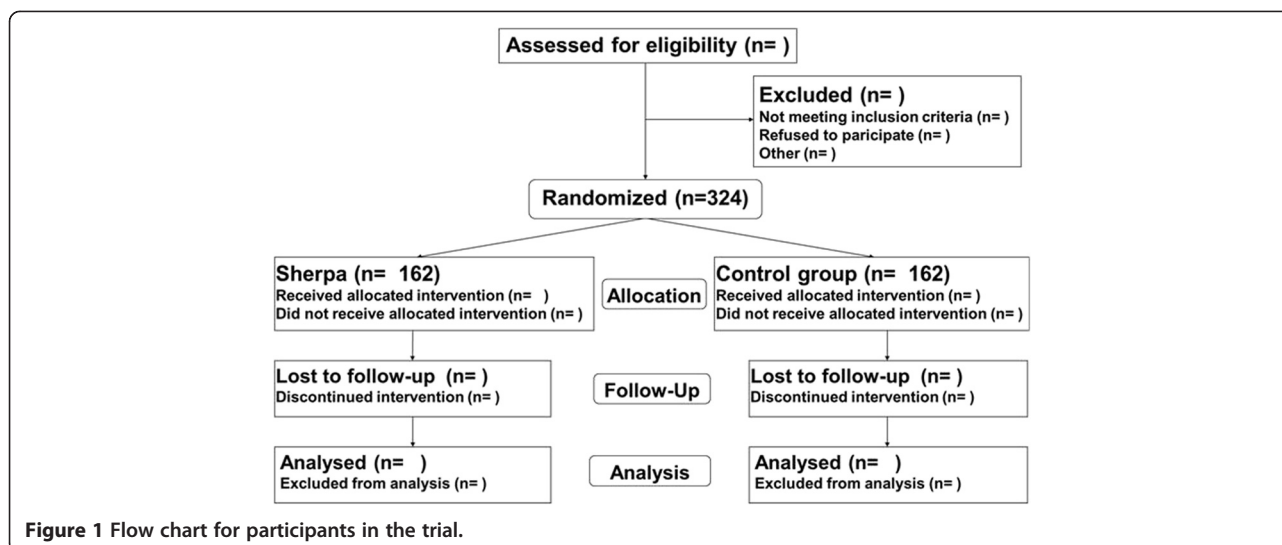 Assessed for eligibility (n= )
Excluded (n= )
Not meeting inclusion criteria (n= )
Refused to paricipate (n= )
Other (n= )
Randomized (n=324)
Sherpa (n= 162)
Received allocated intervention (n= )
Did not receive allocated intervention (n= )
Allocation
Control group (n= 162)
Received allocated intervention (n= )
Did not receive allocated intervention (n= )
Lost to follow-up (n= )
Discontinued intervention (n= )
Follow-Up
Lost to follow-up (n= )
Discontinued intervention (n= )
Analysed (n= )
Excluded from analysis (n= )
Analysis
Analysed (n= )
Excluded from analysis (n= )
Figure 1 Flow chart for participants in the trial.